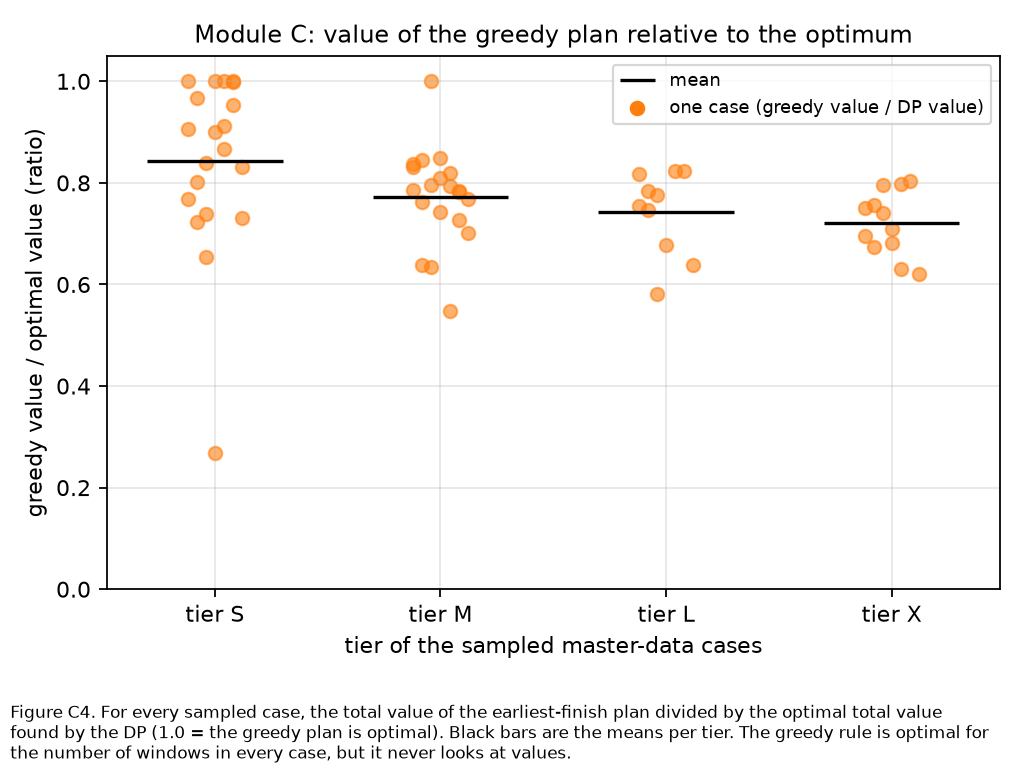 Module C: value of the greedy plan relative to the optimum
mean
one case (greedy value / DP value)
greedy value / optimal value (ratio)
1.0
0.8
0.6
0.4
0.2
0.0
tier S
tier M
tier L
tier X
tier of the sampled master-data cases
Figure C4. For every sampled case, the total value of the earliest-finish plan divided by the optimal total value
found by the DP (1.0 = the greedy plan is optimal). Black bars are the means per tier. The greedy rule is optimal for
the number of windows in every case, but it never looks at values.